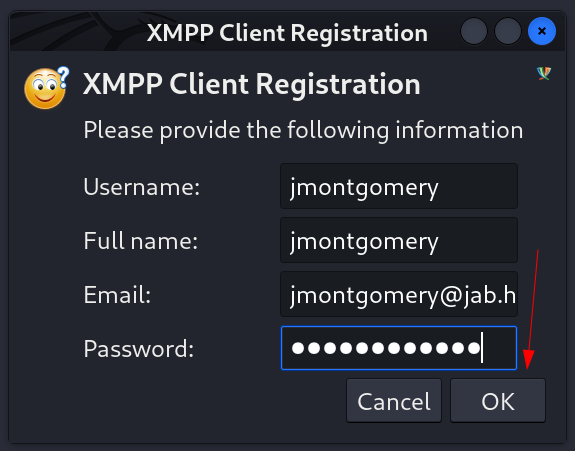 XMPP Client Registration
XMPP Client Registration
Please provide the following information
Username: jmontgomery
Full name: jmontgomery
Email: jmontgomery@jab.h
Password: ●●●●●●●●●●●●
Cancel OK